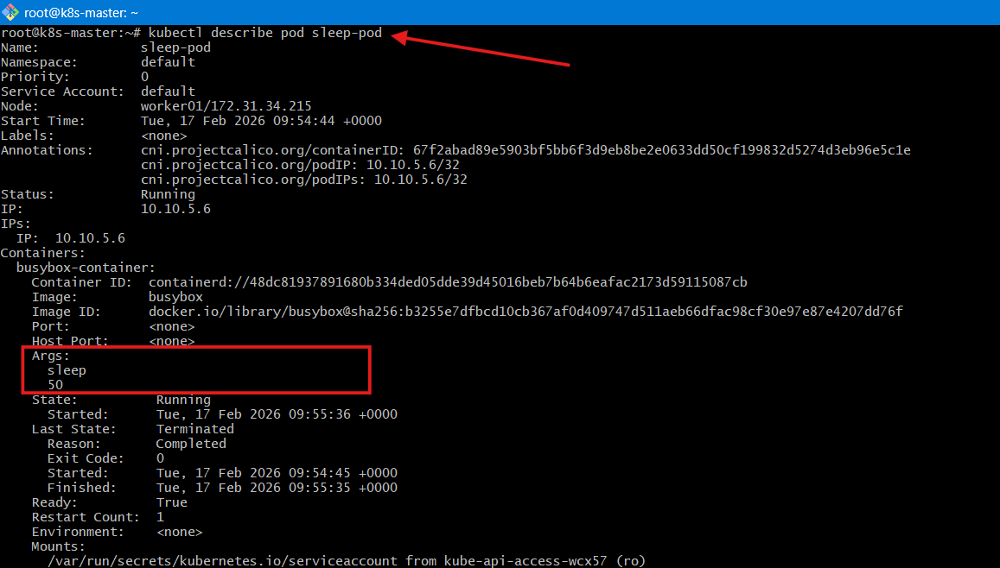 root@k8s-master: ~
root@k8s-master:~# kubectl describe pod sleep-pod
Name:             sleep-pod
Namespace:        default
Priority:         0
Service Account:  default
Node:             worker01/172.31.34.215
Start Time:       Tue, 17 Feb 2026 09:54:44 +0000
Labels:           <none>
Annotations:      cni.projectcalico.org/containerID: 67f2abad89e5903bf5bb6f3d9eb8be2e0633dd50cf199832d5274d3eb96e5c1e
                  cni.projectcalico.org/podIP: 10.10.5.6/32
                  cni.projectcalico.org/podIPs: 10.10.5.6/32
Status:           Running
IP:               10.10.5.6
IPs:
  IP:  10.10.5.6
Containers:
  busybox-container:
    Container ID:  containerd://48dc81937891680b334ded05dde39d45016beb7b64b6eafac2173d59115087cb
    Image:         busybox
    Image ID:      docker.io/library/busybox@sha256:b3255e7dfbcd10cb367af0d409747d511aeb66dfac98cf30e97e87e4207dd76f
    Port:          <none>
    Host Port:     <none>
    Args:
      sleep
      50
    State:          Running
      Started:      Tue, 17 Feb 2026 09:55:36 +0000
    Last State:     Terminated
      Reason:       Completed
      Exit Code:    0
      Started:      Tue, 17 Feb 2026 09:54:45 +0000
      Finished:     Tue, 17 Feb 2026 09:55:35 +0000
    Ready:          True
    Restart Count:  1
    Environment:    <none>
    Mounts:
      /var/run/secrets/kubernetes.io/serviceaccount from kube-api-access-wcx57 (ro)